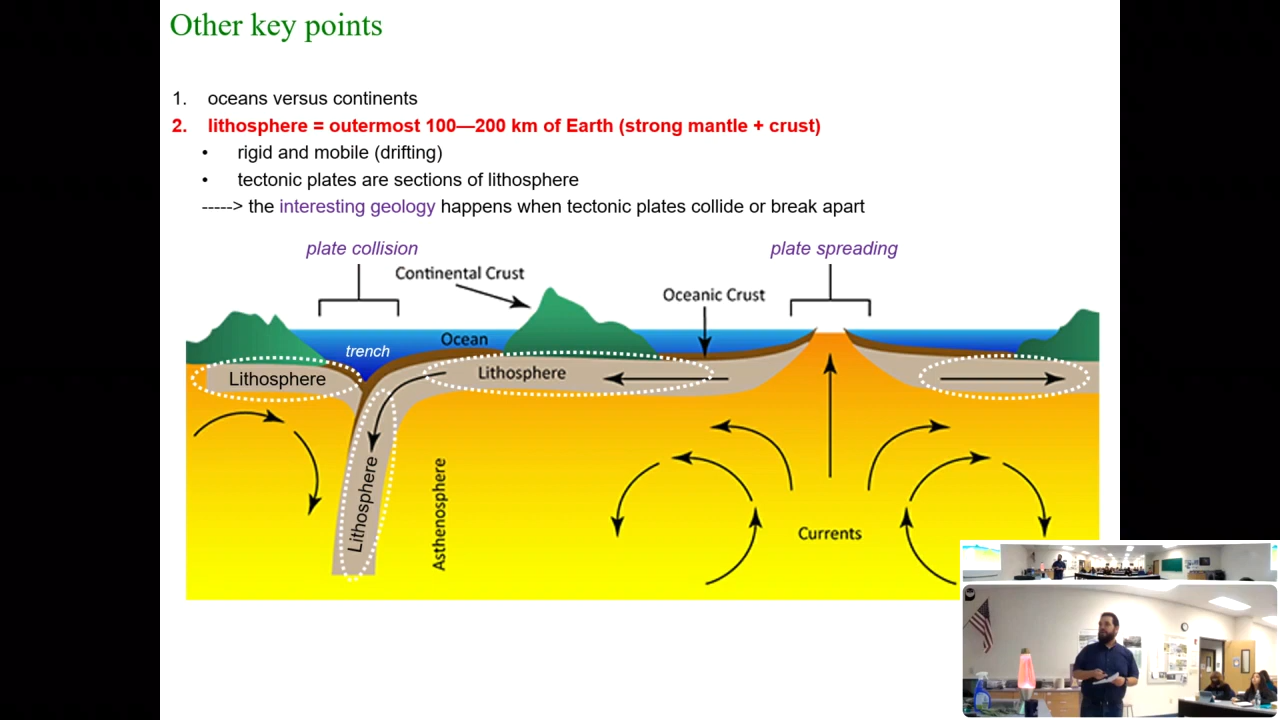 Other key points
1. oceans versus continents
2. lithosphere = outermost 100—200 km of Earth (strong mantle + crust)
• rigid and mobile (drifting)
• tectonic plates are sections of lithosphere
-----> the interesting geology happens when tectonic plates collide or break apart
plate collision
plate spreading
Continental Crust
Oceanic Crust
Ocean
trench
Lithosphere
Lithosphere
Lithosphere
Asthenosphere
Currents